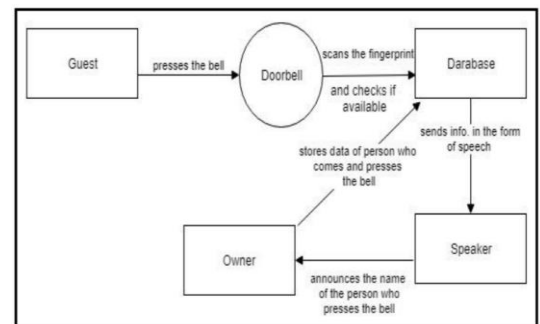 Guest
presses the bell
Doorbell
scans the fingerprint
and checks if
available
Darabase
sends info. in the form
of speech
stores data of person who
comes and presses
the bell
Owner
announces the name
of the person who
presses the bell
Speaker